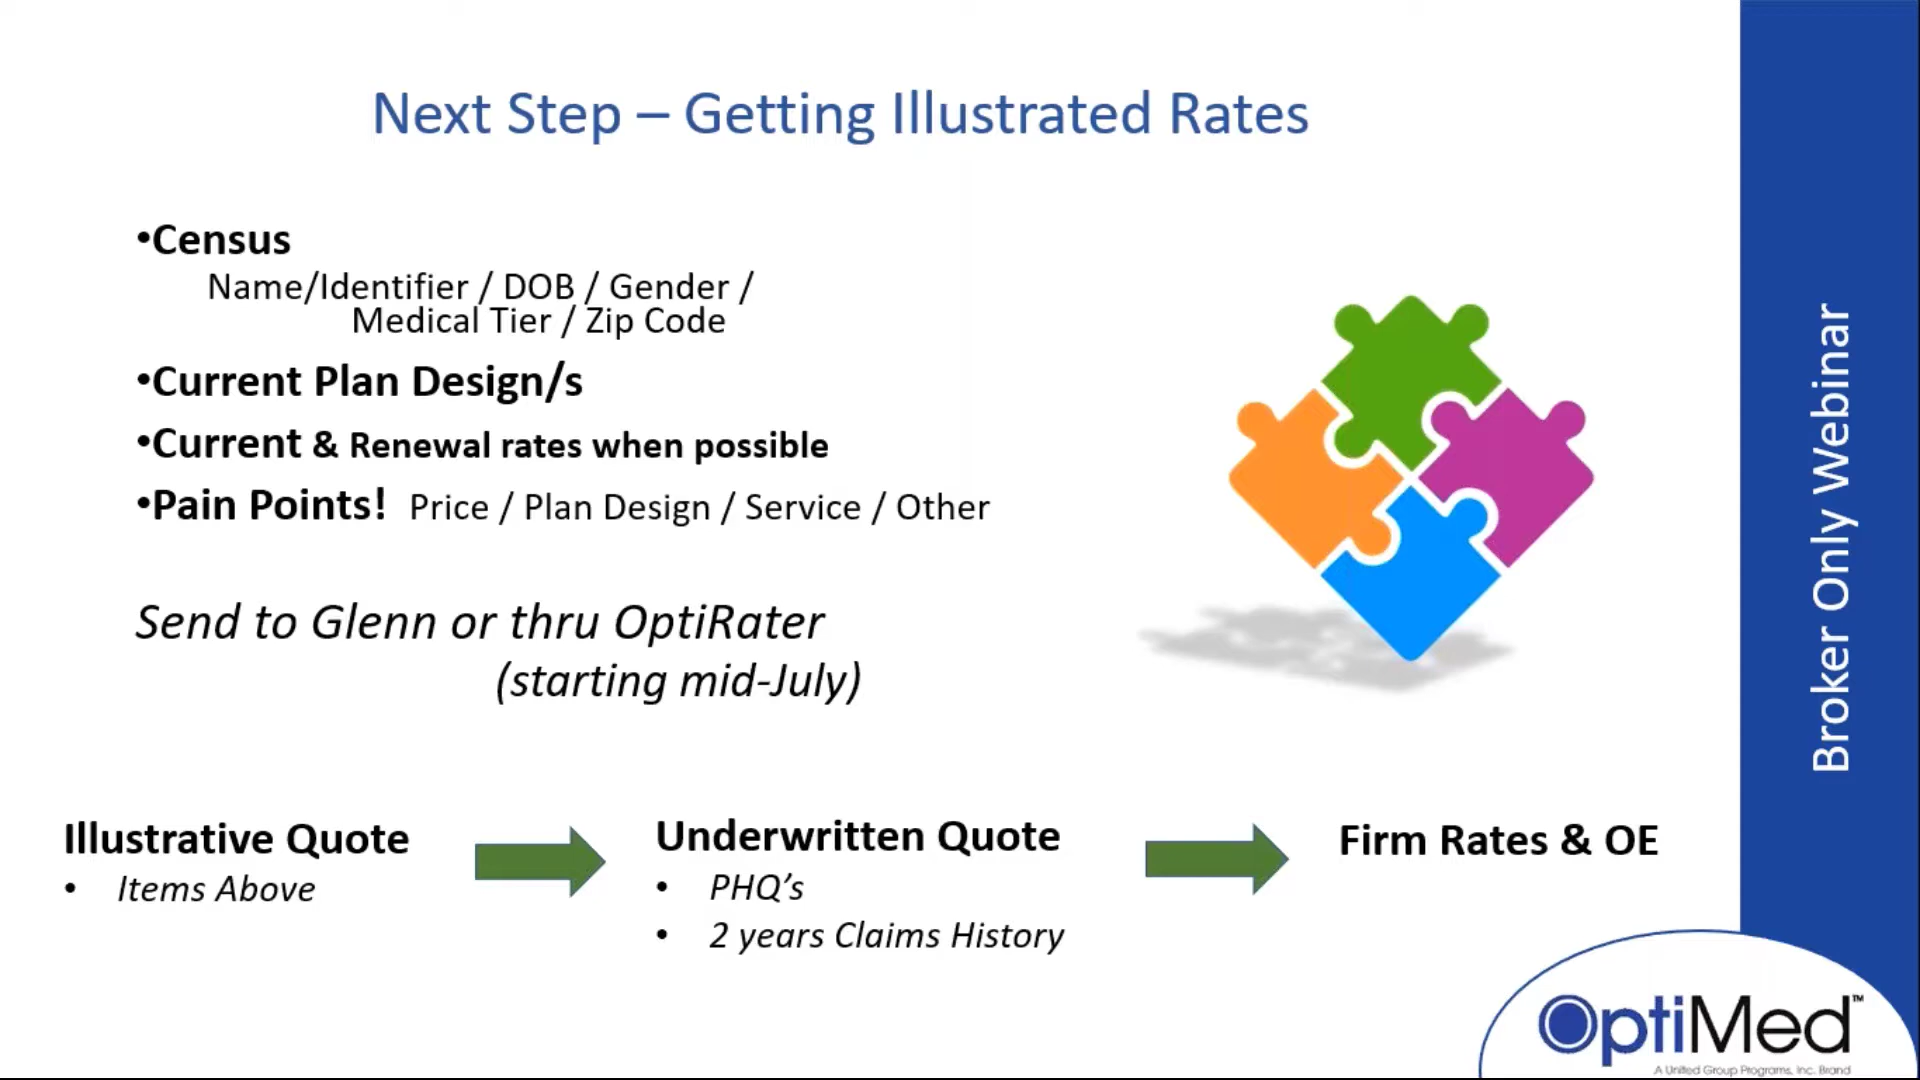 Next Step – Getting Illustrated Rates
•Census
Name/Identifier / DOB / Gender /
Medical Tier / Zip Code
•Current Plan Design/s
•Current & Renewal rates when possible
•Pain Points! Price / Plan Design / Service / Other
Send to Glenn or thru OptiRater
(starting mid-July)
Illustrative Quote
• Items Above
Underwritten Quote
• PHQ’s
• 2 years Claims History
Firm Rates & OE
Broker Only Webinar
OptiMed™
A United Group Programs, Inc. Brand